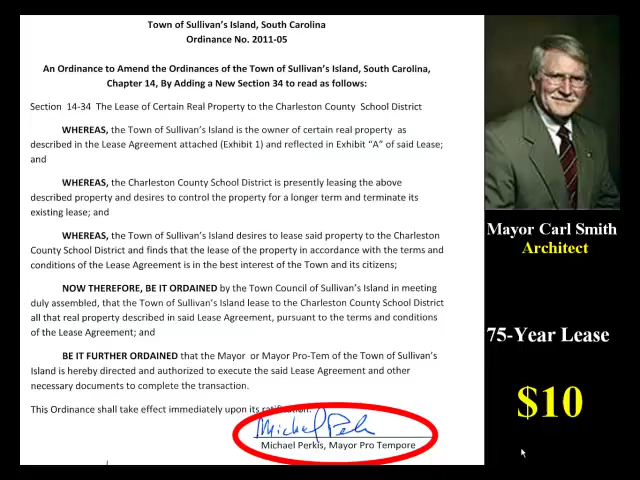 Town of Sullivan's Island, South Carolina
Ordinance No. 2011-05
An Ordinance to Amend the Ordinances of the Town of Sullivan's Island, South Carolina,
Chapter 14, By Adding a New Section 34 to read as follows:
Section 14-34 The Lease of Certain Real Property to the Charleston County School District
WHEREAS, the Town of Sullivan's Island is the owner of certain real property as
described in the Lease Agreement attached (Exhibit 1) and reflected in Exhibit "A" of said Lease;
and
WHEREAS, the Charleston County School District is presently leasing the above
described property and desires to control the property for a longer term and terminate its
existing lease; and
WHEREAS, the Town of Sullivan's Island desires to lease said property to the Charleston
County School District and finds that the lease of the property in accordance with the terms and
conditions of the Lease Agreement is in the best interest of the Town and its citizens;
NOW THEREFORE, BE IT ORDAINED by the Town Council of Sullivan's Island in meeting
duly assembled, that the Town of Sullivan's Island lease to the Charleston County School District
all that real property described in said Lease Agreement, pursuant to the terms and conditions
of the Lease Agreement; and
BE IT FURTHER ORDAINED that the Mayor or Mayor Pro-Tem of the Town of Sullivan's
Island is hereby directed and authorized to execute the said Lease Agreement and other
necessary documents to complete the transaction.
This Ordinance shall take effect immediately upon its ratification.
Michael Perkis, Mayor Pro Tempore
Mayor Carl Smith
Architect
75-Year Lease
$10